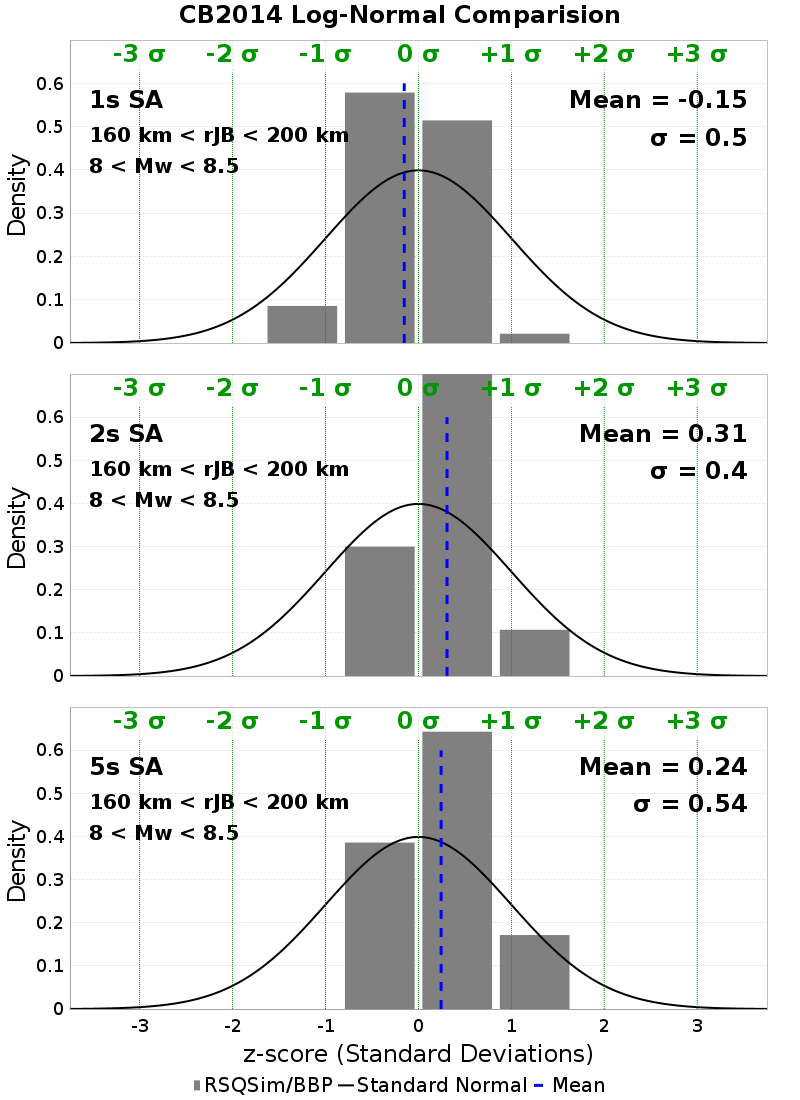 CB2014 Log-Normal Comparision
-3 σ -2 σ -1 σ 0 σ +1 σ +2 σ +3 σ
1s SA
Mean = -0.15
160 km < rJB < 200 km
σ = 0.5
8 < Mw < 8.5
Density
0.6
0.5
0.4
0.3
0.2
0.1
0
-3 σ -2 σ -1 σ 0 σ +1 σ +2 σ +3 σ
2s SA
Mean = 0.31
160 km < rJB < 200 km
σ = 0.4
8 < Mw < 8.5
Density
0.6
0.5
0.4
0.3
0.2
0.1
0
-3 σ -2 σ -1 σ 0 σ +1 σ +2 σ +3 σ
5s SA
Mean = 0.24
160 km < rJB < 200 km
σ = 0.54
8 < Mw < 8.5
Density
0.6
0.5
0.4
0.3
0.2
0.1
0
-3 -2 -1 0 1 2 3
z-score (Standard Deviations)
RSQSim/BBP Standard Normal Mean